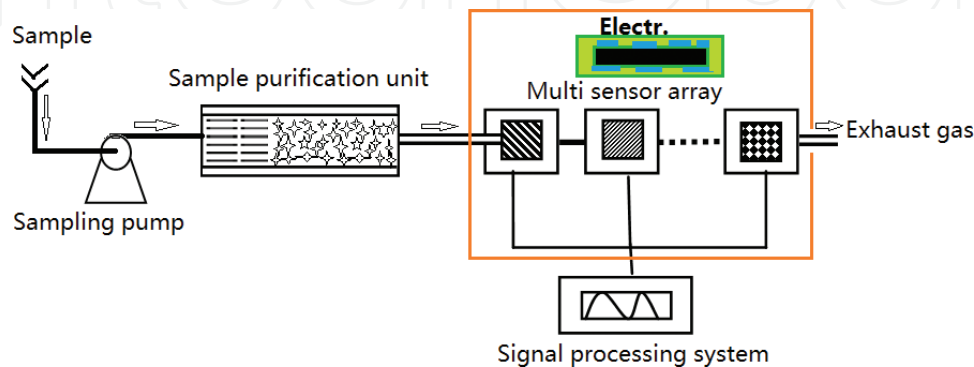 Sample
Electr.
Sample purification unit
Multi sensor array
Exhaust gas
Sampling pump
Signal processing system